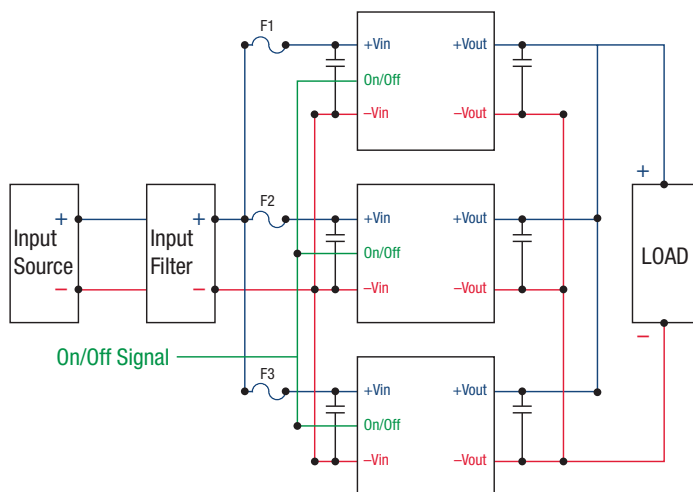 F1
+Vin
+Vout
On/Off
−Vin
−Vout
+
F2
+
+
+Vin
+Vout
Input
Source
Input
Filter
On/Off
LOAD
−
−
−Vin
−Vout
−
On/Off Signal
F3
+Vin
+Vout
On/Off
−Vin
−Vout